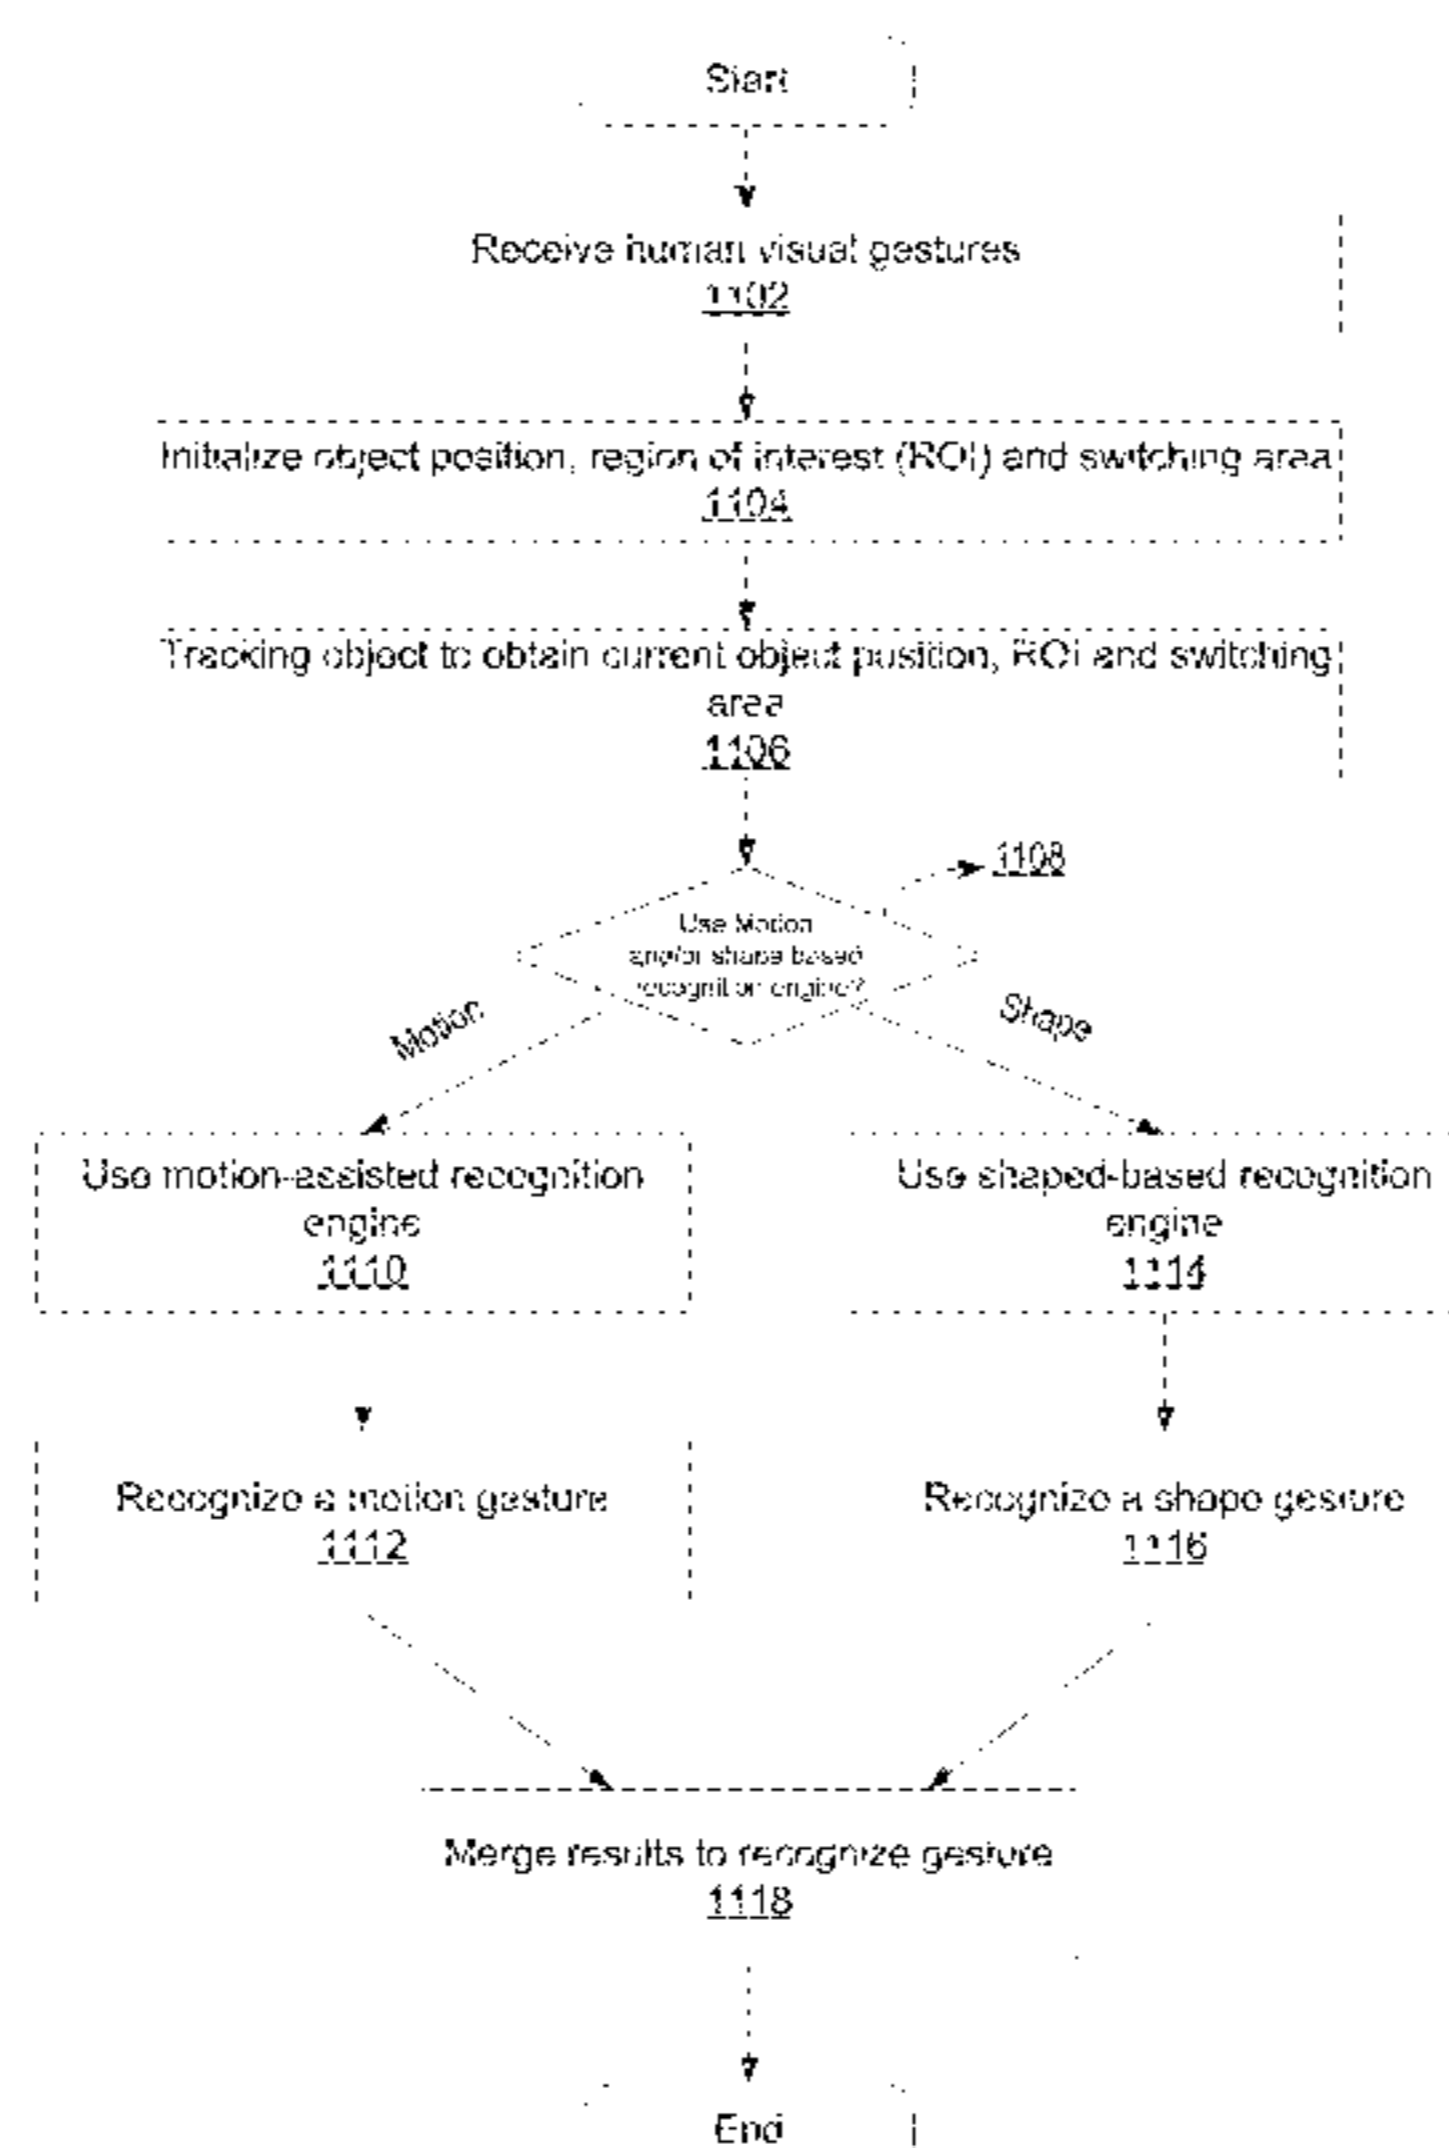 Start
Receive human visual gestures
1102
Initialize object position, region of interest (ROI) and switching area
1104
Tracking object to obtain current object position, ROI and switching
area
1106
1108
Use Motion
and/or shape based
recognition engine?
Motion
Shape
Use motion-assisted recognition
engine
1110
Use shaped-based recognition
engine
1114
Recognize a motion gesture
1112
Recognize a shape gesture
1116
Merge results to recognize gesture
1118
End